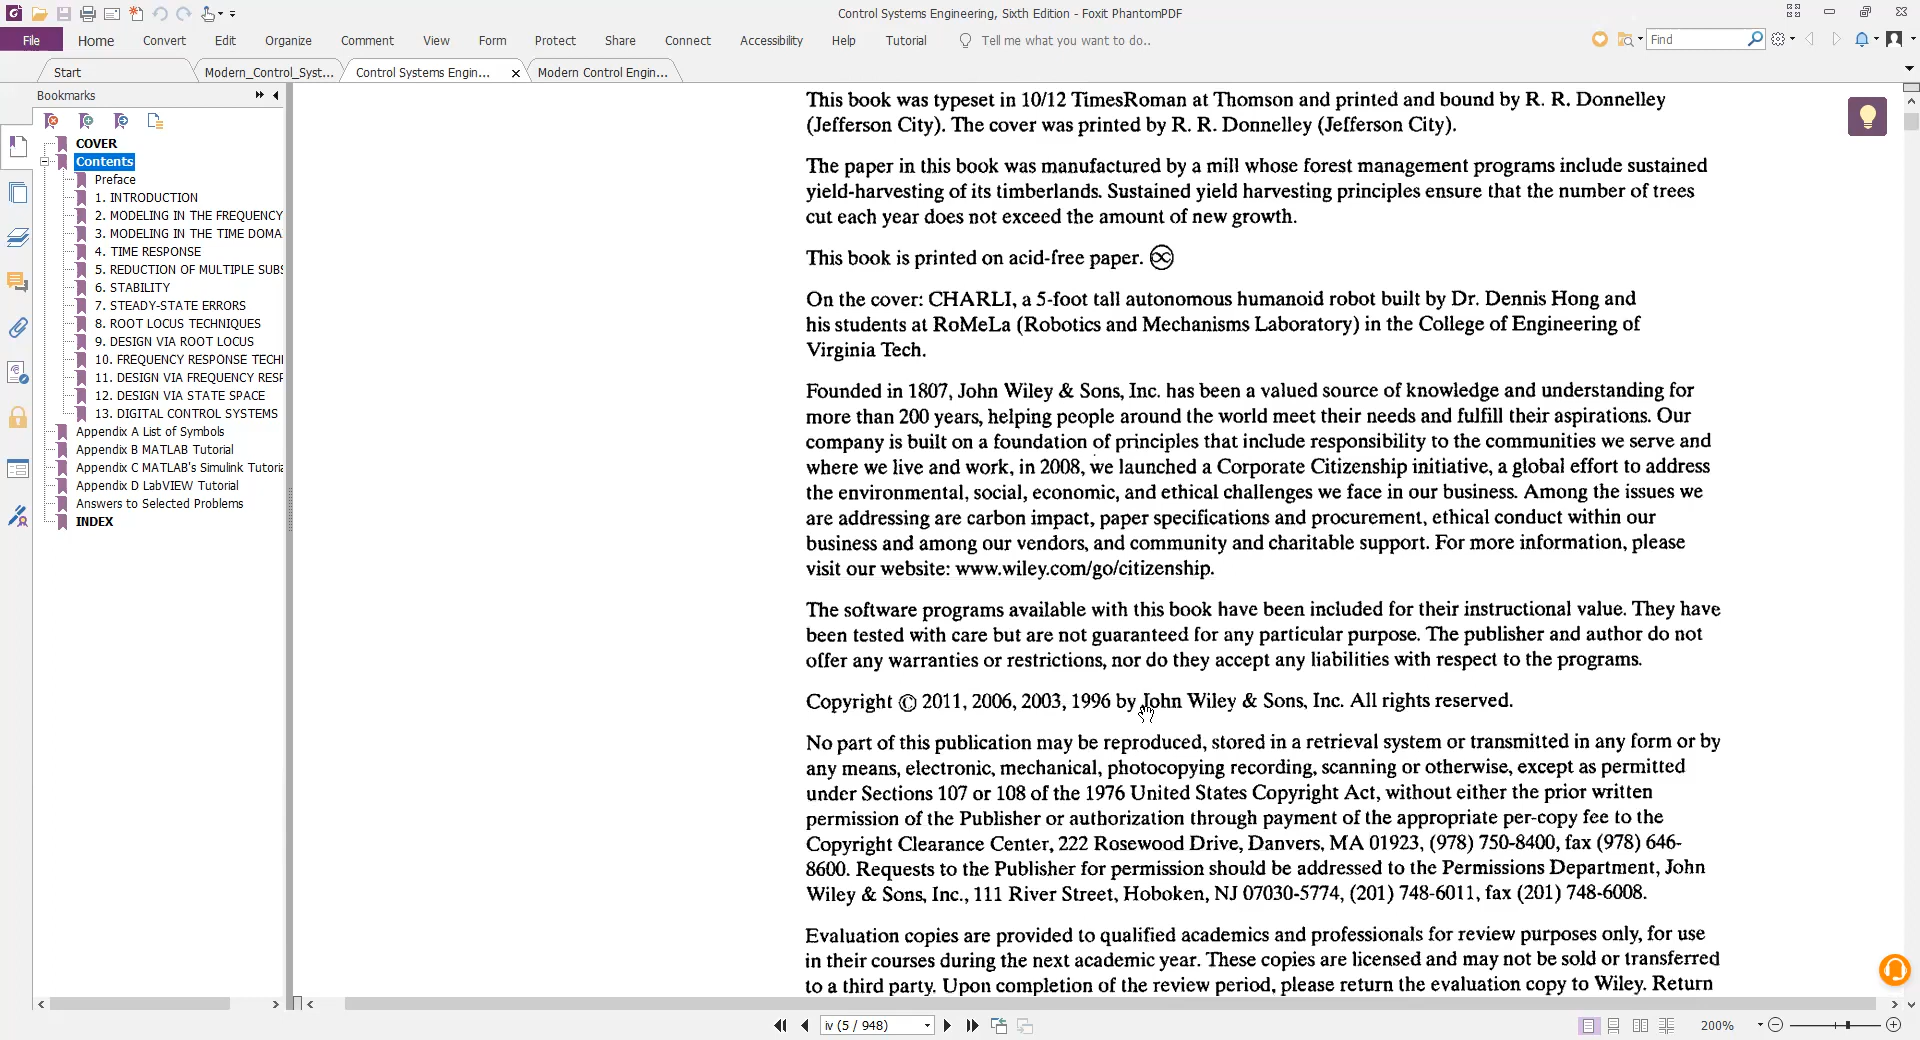 Control Systems Engineering, Sixth Edition - Foxit PhantomPDF
File Home Convert Edit Organize Comment View Form Protect Share Connect Accessibility Help Tutorial Tell me what you want to do.. Find
Start Modern_Control_Syst... Control Systems Engin... Modern Control Engin...
Bookmarks
COVER
Contents
Preface
1. INTRODUCTION
2. MODELING IN THE FREQUENCY
3. MODELING IN THE TIME DOMA
4. TIME RESPONSE
5. REDUCTION OF MULTIPLE SUBS
6. STABILITY
7. STEADY-STATE ERRORS
8. ROOT LOCUS TECHNIQUES
9. DESIGN VIA ROOT LOCUS
10. FREQUENCY RESPONSE TECHI
11. DESIGN VIA FREQUENCY RESF
12. DESIGN VIA STATE SPACE
13. DIGITAL CONTROL SYSTEMS
Appendix A List of Symbols
Appendix B MATLAB Tutorial
Appendix C MATLAB's Simulink Tutoria
Appendix D LabVIEW Tutorial
Answers to Selected Problems
INDEX
This book was typeset in 10/12 TimesRoman at Thomson and printed and bound by R. R. Donnelley
(Jefferson City). The cover was printed by R. R. Donnelley (Jefferson City).
The paper in this book was manufactured by a mill whose forest management programs include sustained
yield-harvesting of its timberlands. Sustained yield harvesting principles ensure that the number of trees
cut each year does not exceed the amount of new growth.
This book is printed on acid-free paper. ∞
On the cover: CHARLI, a 5-foot tall autonomous humanoid robot built by Dr. Dennis Hong and
his students at RoMeLa (Robotics and Mechanisms Laboratory) in the College of Engineering of
Virginia Tech.
Founded in 1807, John Wiley & Sons, Inc. has been a valued source of knowledge and understanding for
more than 200 years, helping people around the world meet their needs and fulfill their aspirations. Our
company is built on a foundation of principles that include responsibility to the communities we serve and
where we live and work, in 2008, we launched a Corporate Citizenship initiative, a global effort to address
the environmental, social, economic, and ethical challenges we face in our business. Among the issues we
are addressing are carbon impact, paper specifications and procurement, ethical conduct within our
business and among our vendors, and community and charitable support. For more information, please
visit our website: www.wiley.com/go/citizenship.
The software programs available with this book have been included for their instructional value. They have
been tested with care but are not guaranteed for any particular purpose. The publisher and author do not
offer any warranties or restrictions, nor do they accept any liabilities with respect to the programs.
Copyright © 2011, 2006, 2003, 1996 by John Wiley & Sons, Inc. All rights reserved.
No part of this publication may be reproduced, stored in a retrieval system or transmitted in any form or by
any means, electronic, mechanical, photocopying recording, scanning or otherwise, except as permitted
under Sections 107 or 108 of the 1976 United States Copyright Act, without either the prior written
permission of the Publisher or authorization through payment of the appropriate per-copy fee to the
Copyright Clearance Center, 222 Rosewood Drive, Danvers, MA 01923, (978) 750-8400, fax (978) 646-
8600. Requests to the Publisher for permission should be addressed to the Permissions Department, John
Wiley & Sons, Inc., 111 River Street, Hoboken, NJ 07030-5774, (201) 748-6011, fax (201) 748-6008.
Evaluation copies are provided to qualified academics and professionals for review purposes only, for use
in their courses during the next academic year. These copies are licensed and may not be sold or transferred
to a third party. Upon completion of the review period, please return the evaluation copy to Wiley. Return
iv (5 / 948) 200%